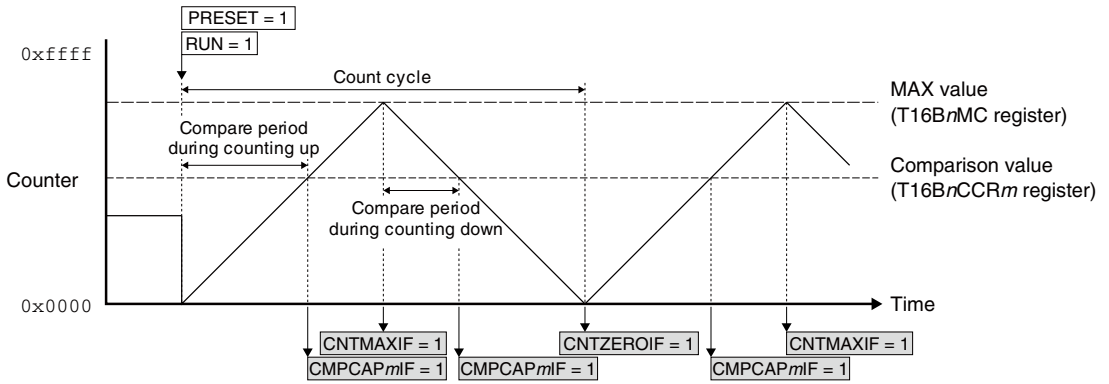 PRESET = 1
RUN = 1
0xffff
Count cycle
MAX value
(T16BnMC register)
Compare period
during counting up
Comparison value
(T16BnCCRm register)
Counter
Compare period
during counting down
0x0000
Time
CNTMAXIF = 1
CNTZEROIF = 1
CNTMAXIF = 1
CMPCAPmIF = 1
CMPCAPmIF = 1
CMPCAPmIF = 1